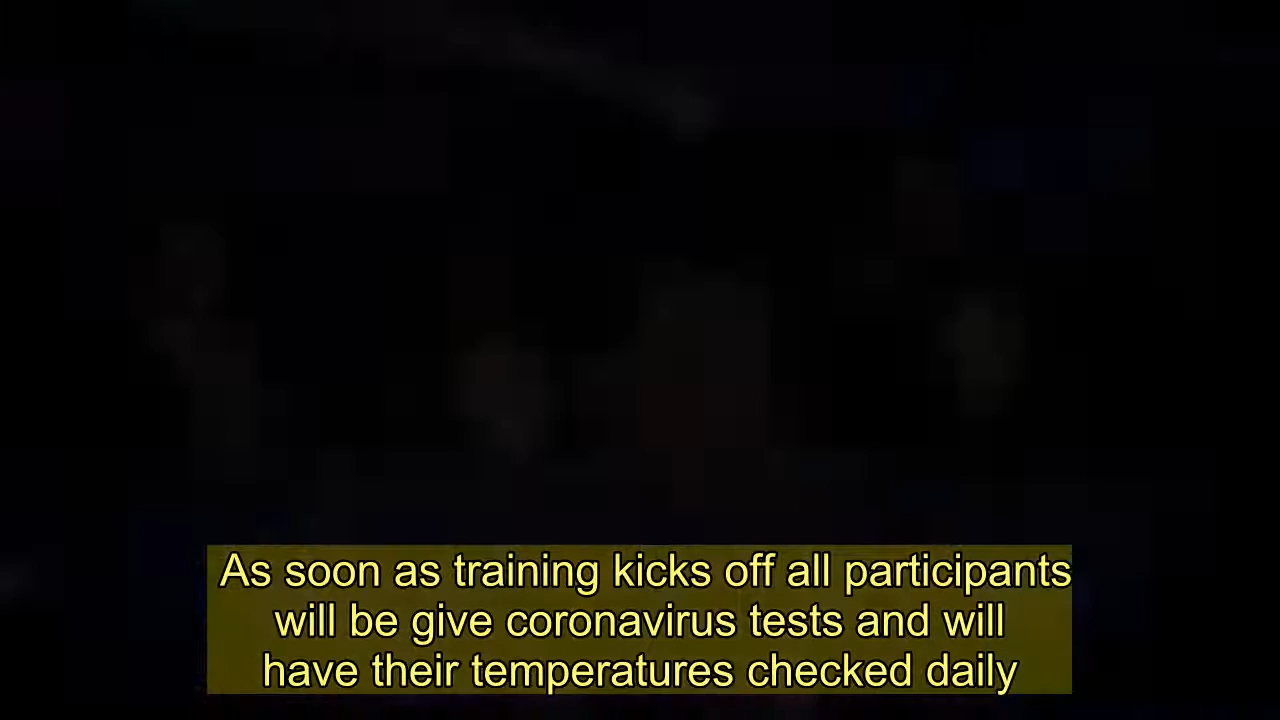 As soon as training kicks off all participants
will be give coronavirus tests and will
have their temperatures checked daily